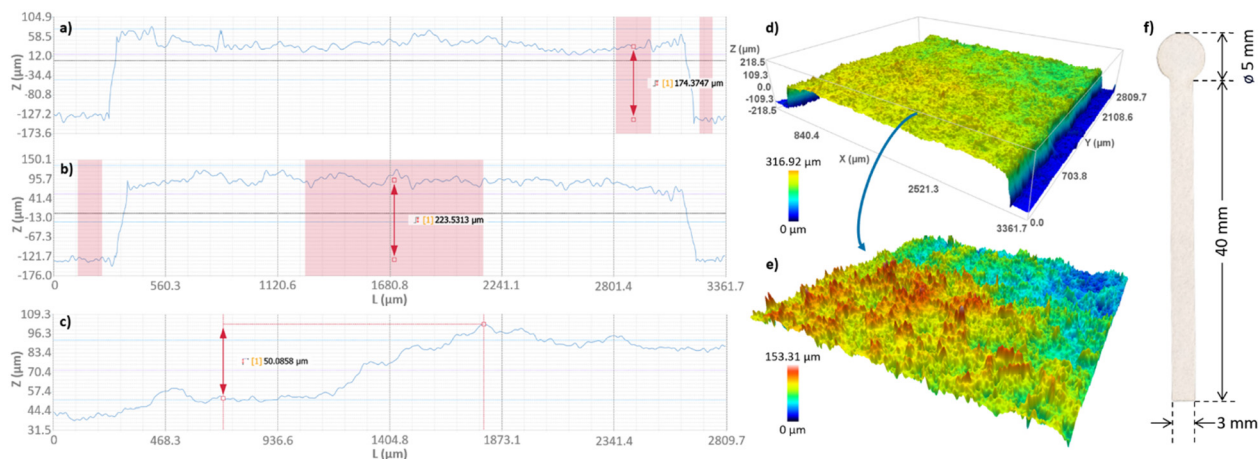 a)
Z (µm)
104.9
58.5
12.0
-34.4
-80.8
-127.2
-173.6
[1] 174.3747 µm
b)
Z (µm)
150.1
95.7
41.4
-13.0
-67.3
-121.7
-176.0
[1] 223.5313 µm
0 560.3 1120.6 1680.8 2241.1 2801.4 3361.7
L (µm)
c)
Z (µm)
109.3
96.3
83.4
70.4
57.4
44.4
31.5
[1] 50.0858 µm
0 468.3 936.6 1404.8 1873.1 2341.4 2809.7
L (µm)
d)
Z (µm)
218.5
109.3
0.0
-109.3
-218.5
840.4
X (µm)
2521.3
3361.7
0.0
703.8
Y (µm)
2108.6
2809.7
316.92 µm
0 µm
e)
153.31 µm
0 µm
f)
ø 5 mm
40 mm
3 mm